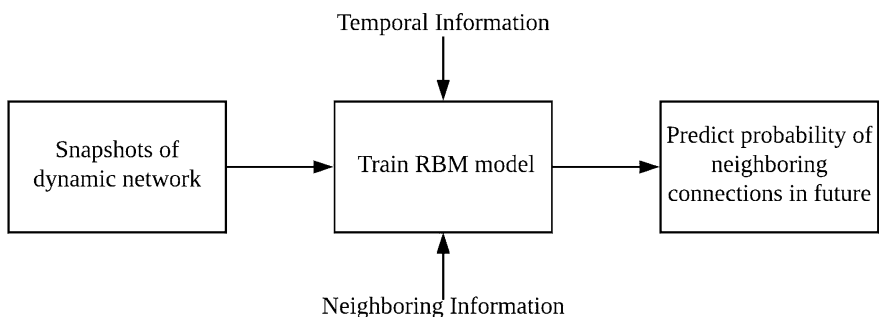 Temporal Information
Snapshots of
dynamic network
Train RBM model
Predict probability of
neighboring
connections in future
Neighboring Information